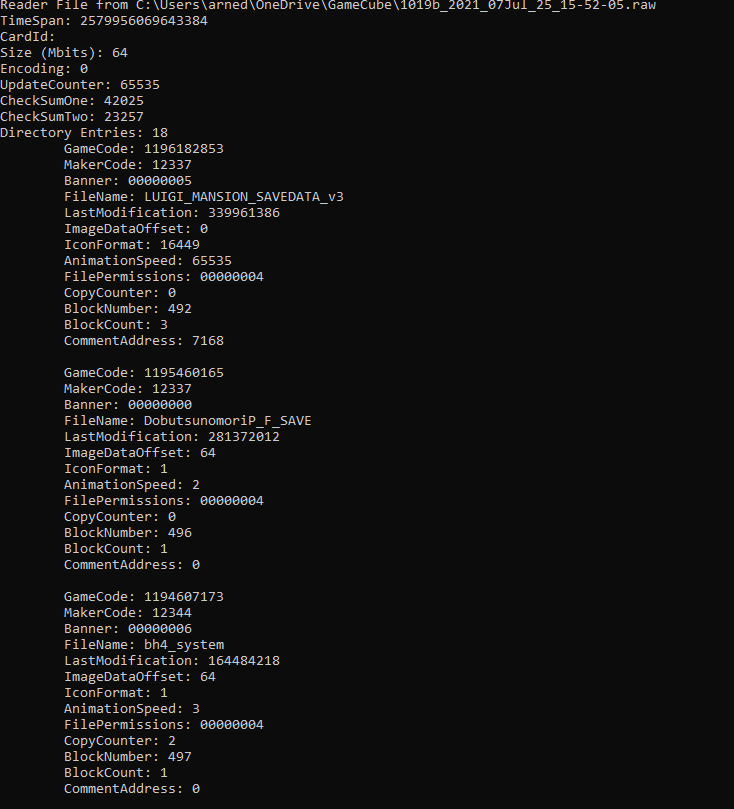 Reader File from C:\Users\arned\OneDrive\GameCube\1019b_2021_07Jul_25_15-52-05.raw
TimeSpan: 2579956069643384
CardId:
Size (Mbits): 64
Encoding: 0
UpdateCounter: 65535
CheckSumOne: 42025
CheckSumTwo: 23257
Directory Entries: 18
GameCode: 1196182853
MakerCode: 12337
Banner: 00000005
FileName: LUIGI_MANSION_SAVEDATA_v3
LastModification: 339961386
ImageDataOffset: 0
IconFormat: 16449
AnimationSpeed: 65535
FilePermissions: 00000004
CopyCounter: 0
BlockNumber: 492
BlockCount: 3
CommentAddress: 7168
GameCode: 1195460165
MakerCode: 12337
Banner: 00000000
FileName: DobutsunomoriP_F_SAVE
LastModification: 281372012
ImageDataOffset: 64
IconFormat: 1
AnimationSpeed: 2
FilePermissions: 00000004
CopyCounter: 0
BlockNumber: 496
BlockCount: 1
CommentAddress: 0
GameCode: 1194607173
MakerCode: 12344
Banner: 00000006
FileName: bh4_system
LastModification: 164484218
ImageDataOffset: 64
IconFormat: 1
AnimationSpeed: 3
FilePermissions: 00000004
CopyCounter: 2
BlockNumber: 497
BlockCount: 1
CommentAddress: 0